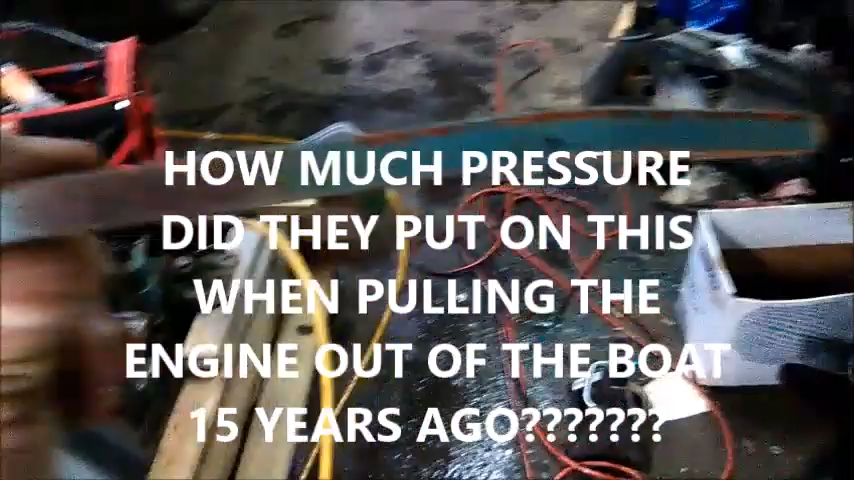 HOW MUCH PRESSURE
DID THEY PUT ON THIS
WHEN PULLING THE
ENGINE OUT OF THE BOAT
15 YEARS AGO???????